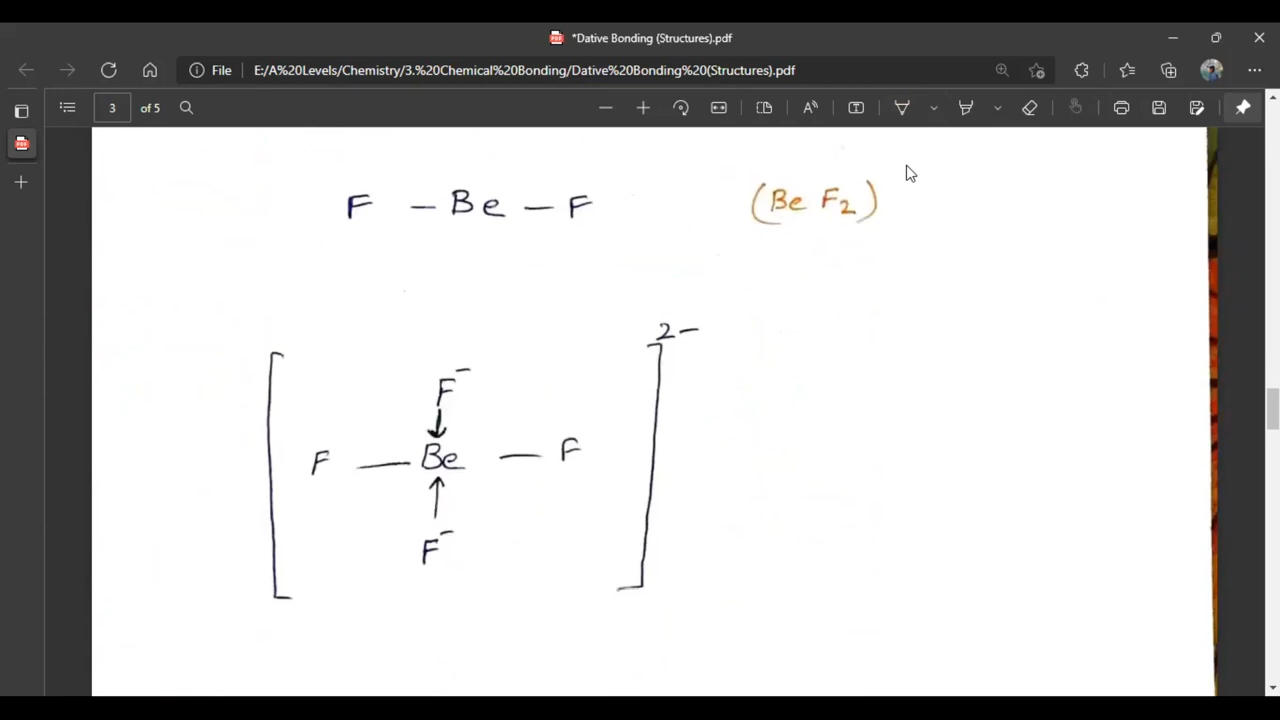 *Dative Bonding (Structures).pdf
File E:/A%20Levels/Chemistry/3.%20Chemical%20Bonding/Dative%20Bonding%20(Structures).pdf
3 of 5
F – Be – F (Be F₂)
2–
F⁻
F — Be — F
F⁻